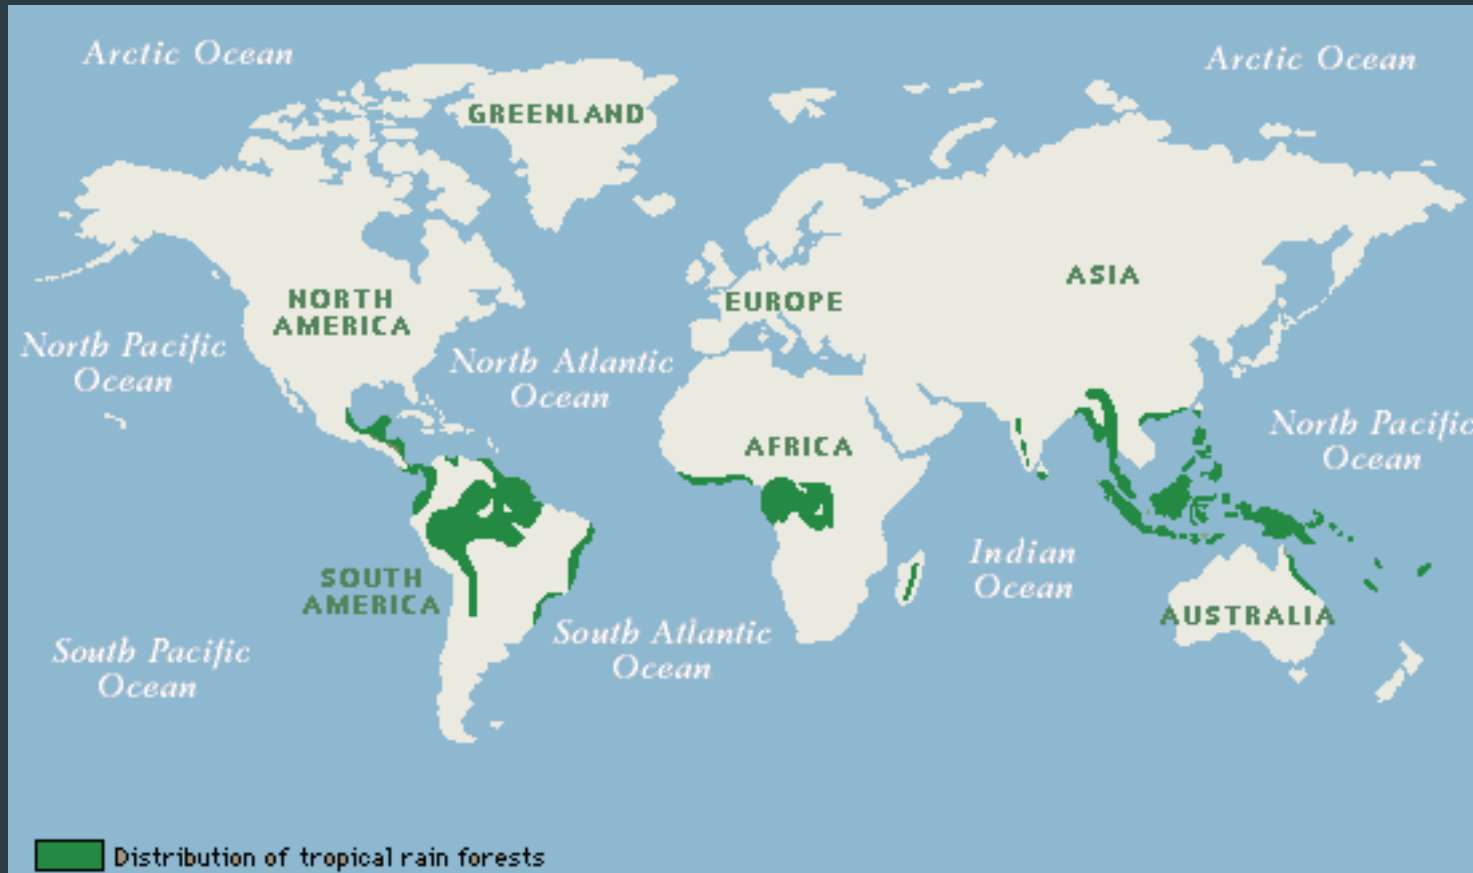 Arctic Ocean
Arctic Ocean
GREENLAND
ASIA
NORTH
AMERICA
EUROPE
North Pacific
Ocean
North Atlantic
Ocean
North Pacific
Ocean
AFRICA
Indian
Ocean
SOUTH
AMERICA
AUSTRALIA
South Pacific
Ocean
South Atlantic
Ocean
Distribution of tropical rain forests